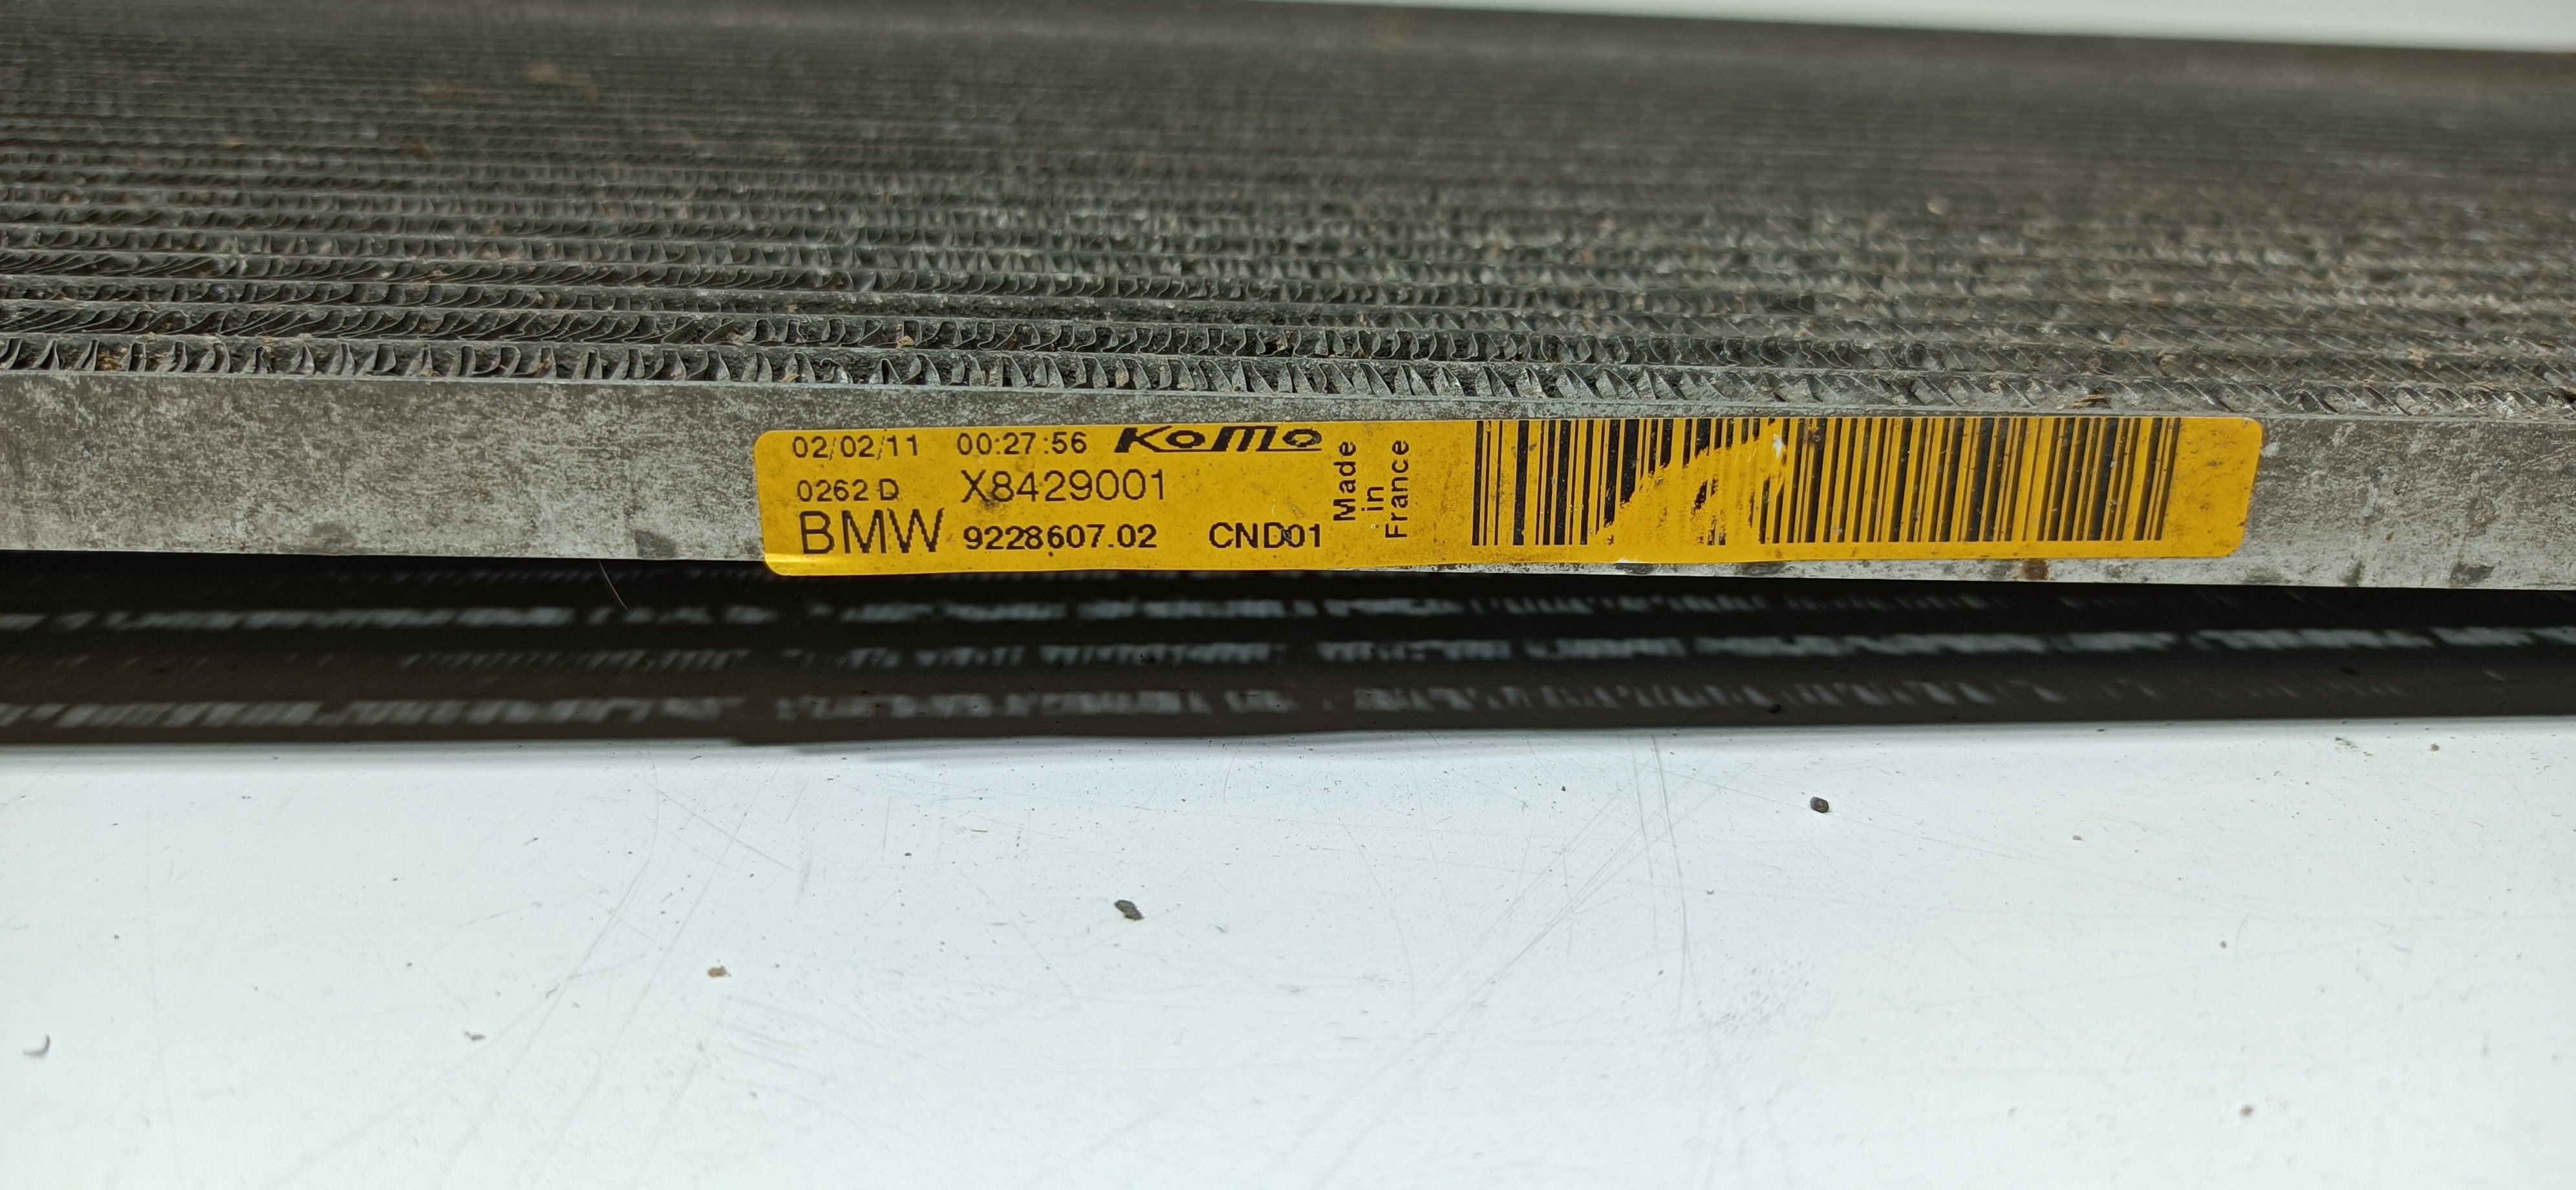 02/02/11 00:27:56 KoMo
0262 D X8429001
BMW 9228607.02 CND01
Made
in
France